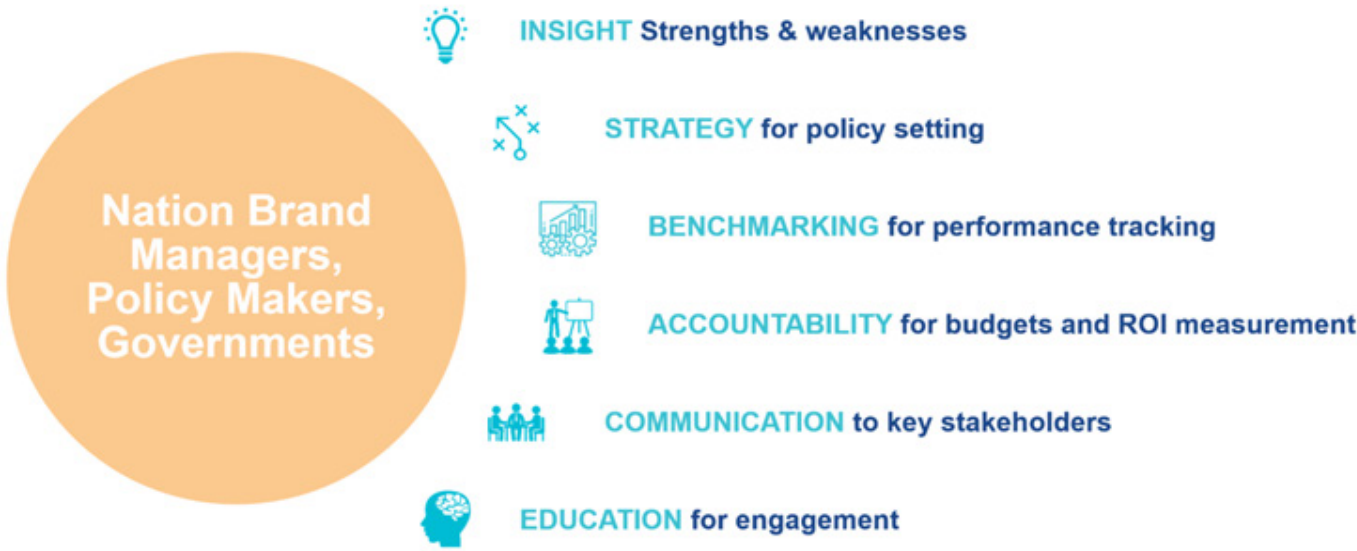 Nation Brand
Managers,
Policy Makers,
Governments
INSIGHT Strengths & weaknesses
STRATEGY for policy setting
BENCHMARKING for performance tracking
ACCOUNTABILITY for budgets and ROI measurement
COMMUNICATION to key stakeholders
EDUCATION for engagement